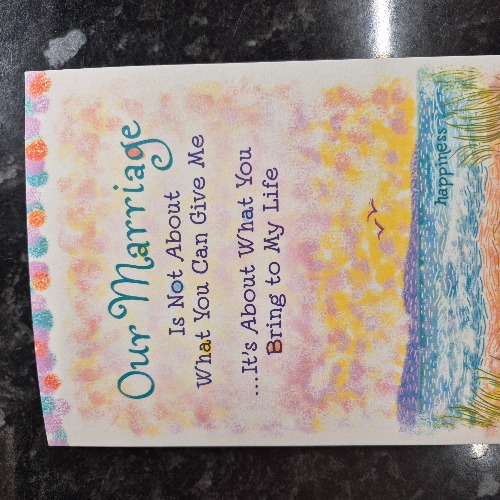 Our Marriage
Is Not About
What You Can Give Me
...It's About What You
Bring to My Life
happiness